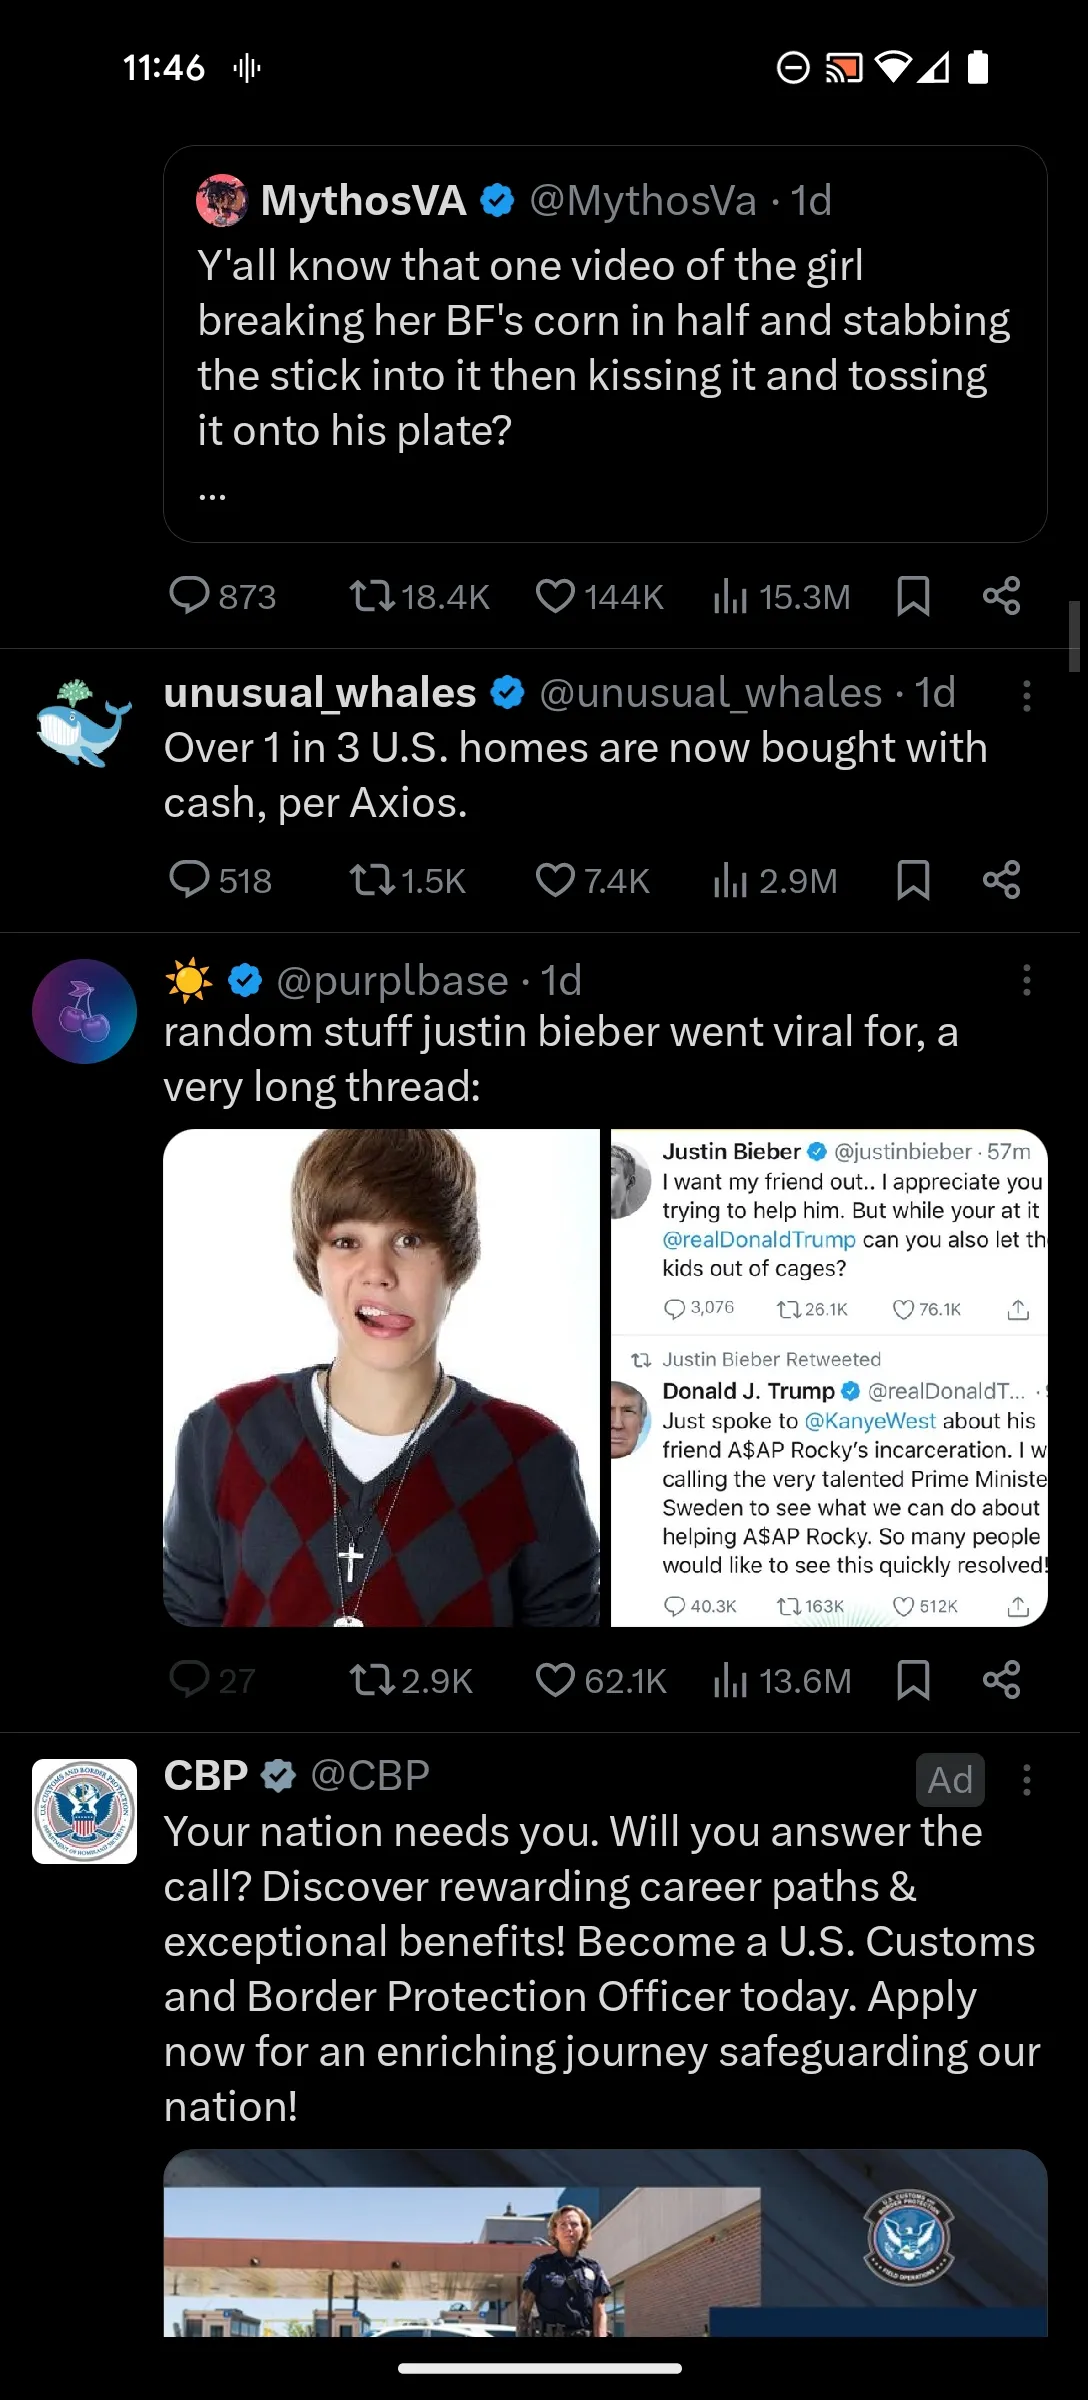 11:46
MythosVA @MythosVa · 1d
Y'all know that one video of the girl
breaking her BF's corn in half and stabbing
the stick into it then kissing it and tossing
it onto his plate?
...
873 18.4K 144K 15.3M
unusual_whales @unusual_whales · 1d
Over 1 in 3 U.S. homes are now bought with
cash, per Axios.
518 1.5K 7.4K 2.9M
☀️ @purplbase · 1d
random stuff justin bieber went viral for, a
very long thread:
Justin Bieber @justinbieber · 57m
I want my friend out.. I appreciate you
trying to help him. But while your at it
@realDonaldTrump can you also let the
kids out of cages?
3,076 26.1K 76.1K
Justin Bieber Retweeted
Donald J. Trump @realDonaldT... ·
Just spoke to @KanyeWest about his
friend A$AP Rocky's incarceration. I w
calling the very talented Prime Ministe
Sweden to see what we can do about
helping A$AP Rocky. So many people
would like to see this quickly resolved!
40.3K 163K 512K
27 2.9K 62.1K 13.6M
CBP @CBP Ad
Your nation needs you. Will you answer the
call? Discover rewarding career paths &
exceptional benefits! Become a U.S. Customs
and Border Protection Officer today. Apply
now for an enriching journey safeguarding our
nation!